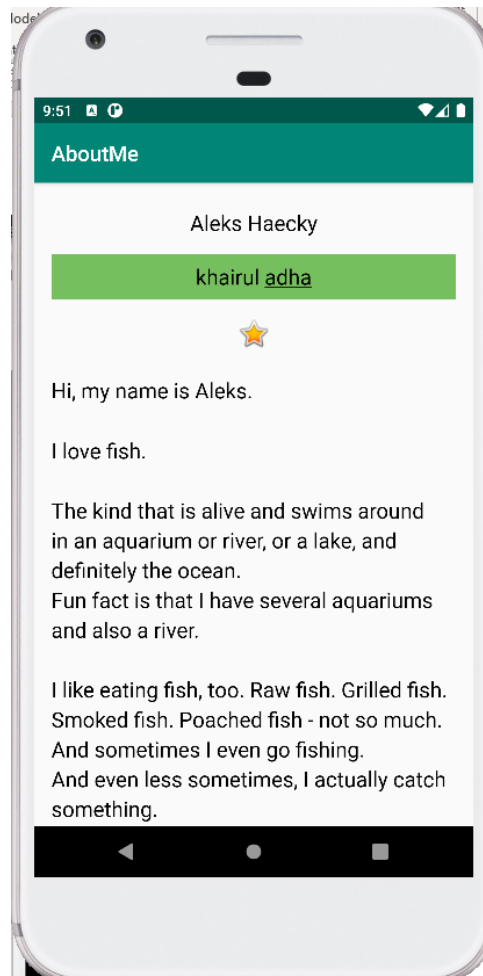 9:51
AboutMe
Aleks Haecky
khairul adha
Hi, my name is Aleks.
I love fish.
The kind that is alive and swims around
in an aquarium or river, or a lake, and
definitely the ocean.
Fun fact is that I have several aquariums
and also a river.
I like eating fish, too. Raw fish. Grilled fish.
Smoked fish. Poached fish - not so much.
And sometimes I even go fishing.
And even less sometimes, I actually catch
something.